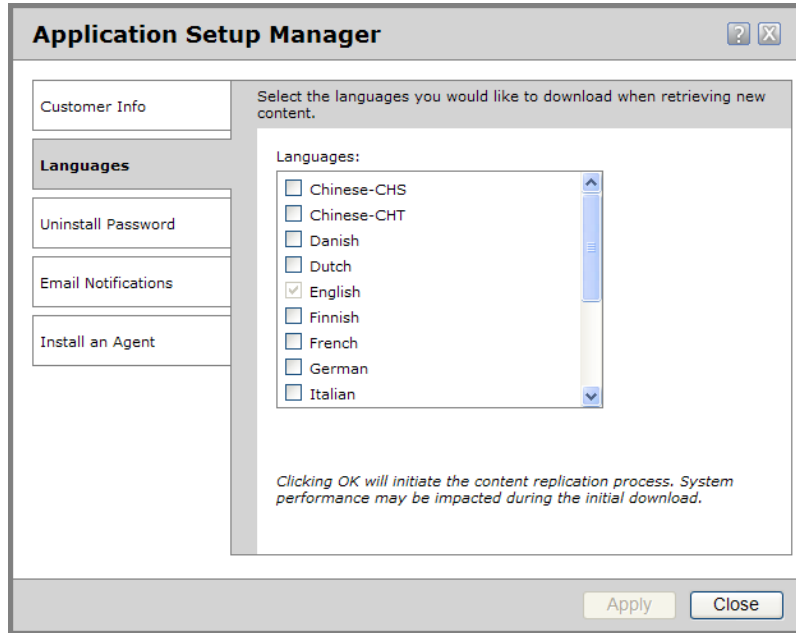 Application Setup Manager
? X
Customer Info
Languages
Uninstall Password
Email Notifications
Install an Agent
Select the languages you would like to download when retrieving new
content.
Languages:
Chinese-CHS
Chinese-CHT
Danish
Dutch
English
Finnish
French
German
Italian
Clicking OK will initiate the content replication process. System
performance may be impacted during the initial download.
Apply Close